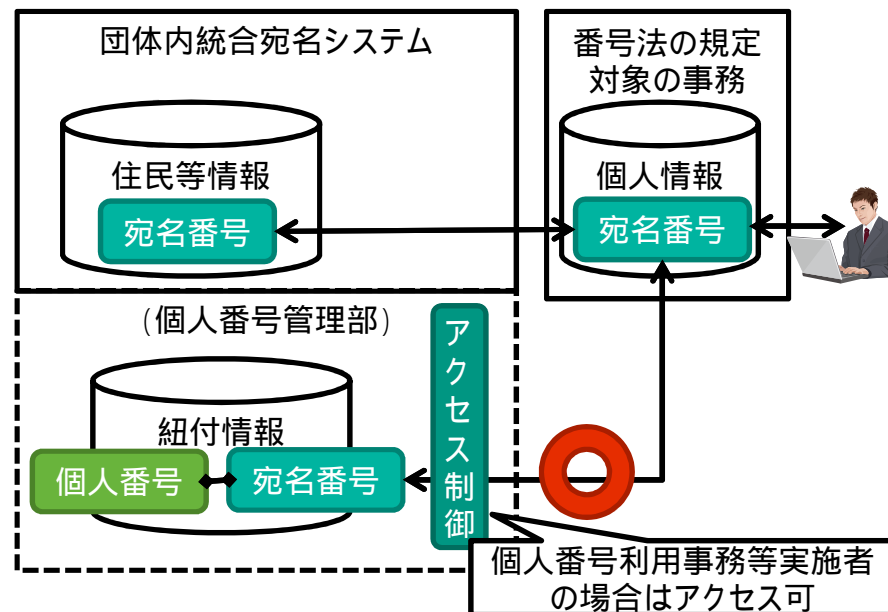 団体内統合宛名システム
住民等情報
宛名番号
番号法の規定
対象の事務
個人情報
宛名番号
(個人番号管理部)
紐付情報
個人番号
宛名番号
アクセス制御
個人番号利用事務等実施者
の場合はアクセス可